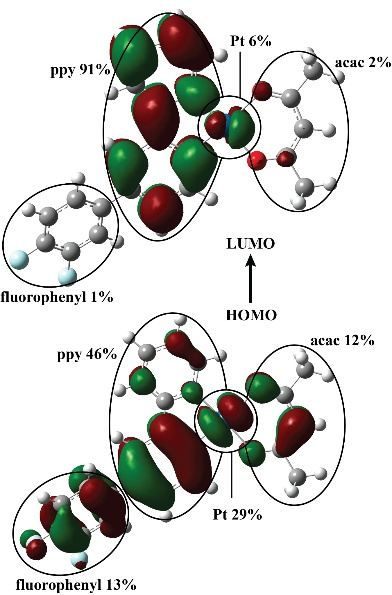 Pt 6%
acac 2%
ppy 91%
LUMO
fluorophenyl 1%
HOMO
ppy 46%
acac 12%
Pt 29%
fluorophenyl 13%